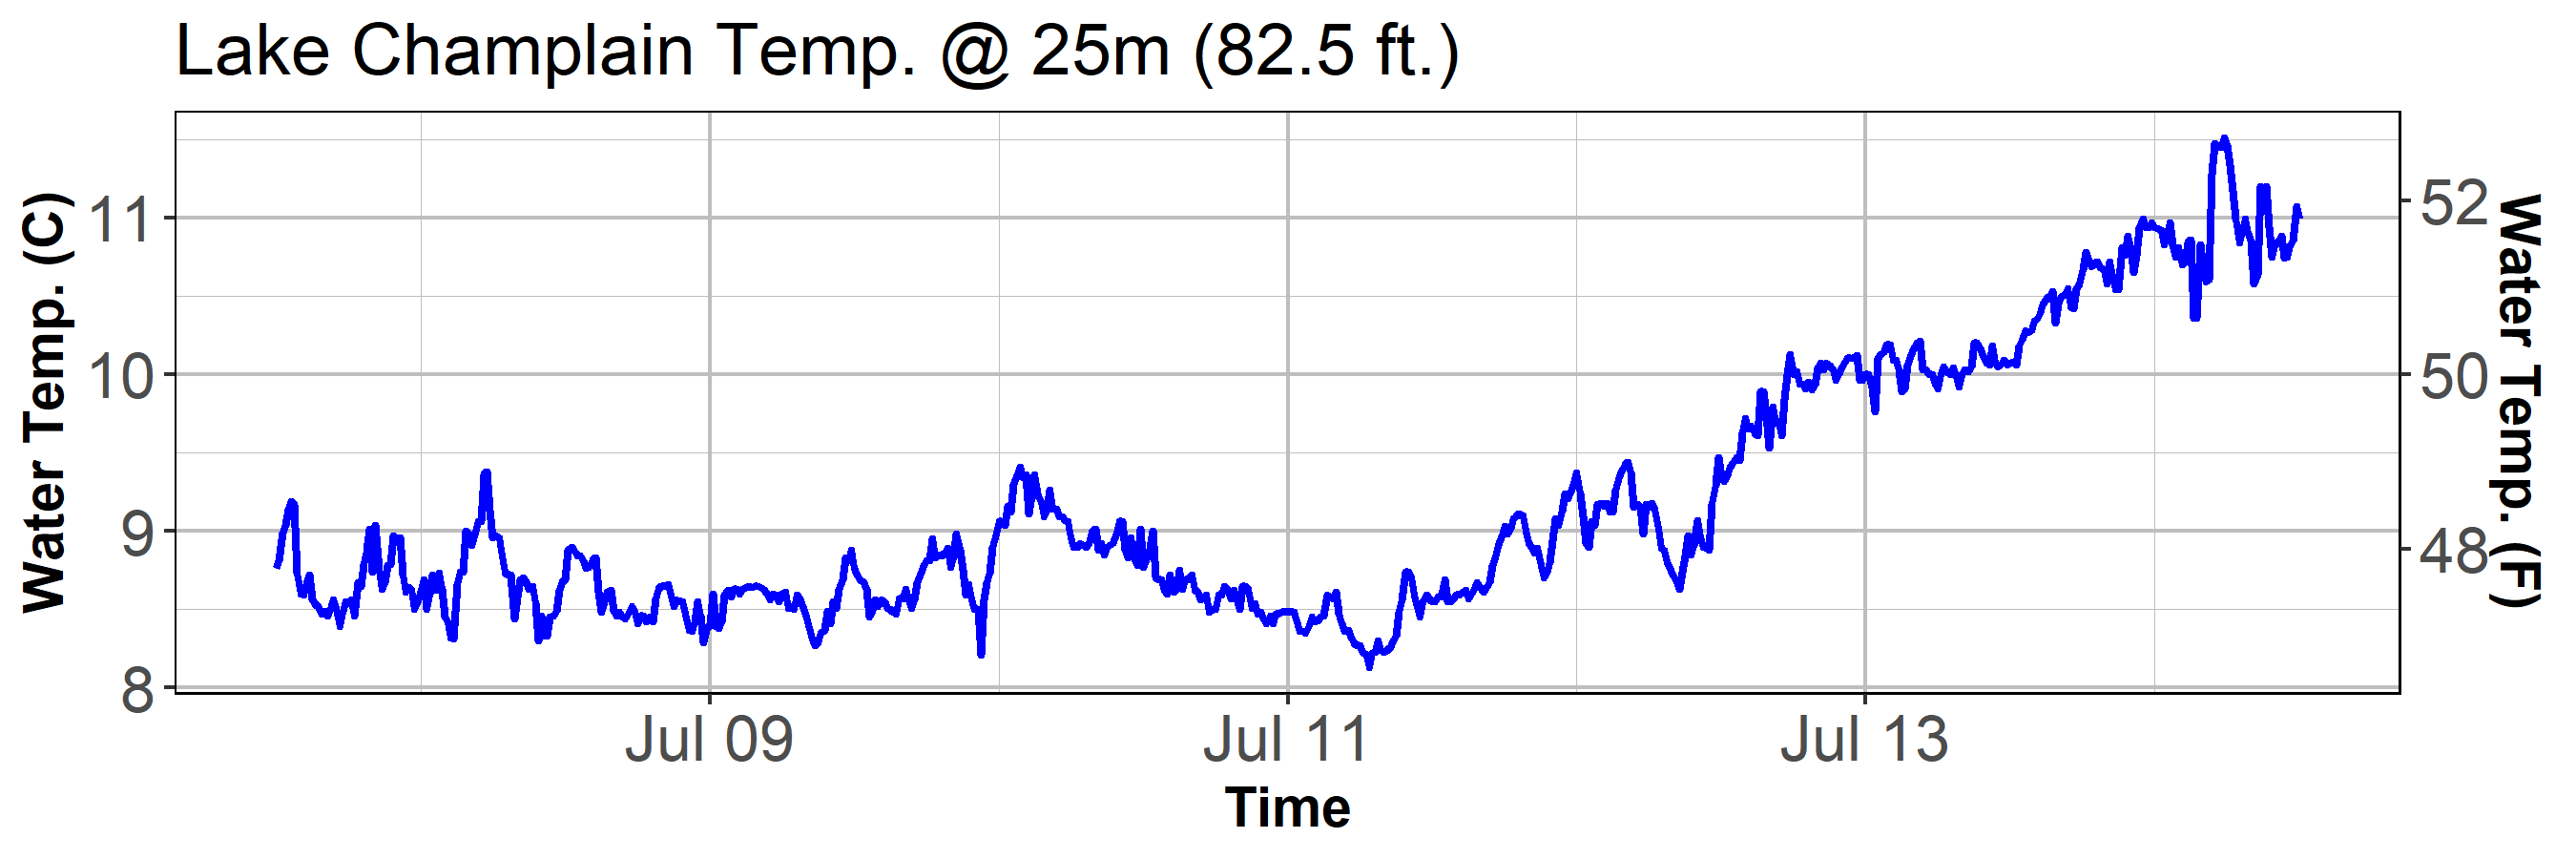 Lake Champlain Temp. @ 25m (82.5 ft.)
Water Temp. (C)
11
10
9
8
52
50
48
Water Temp. (F)
Jul 09
Jul 11
Jul 13
Time